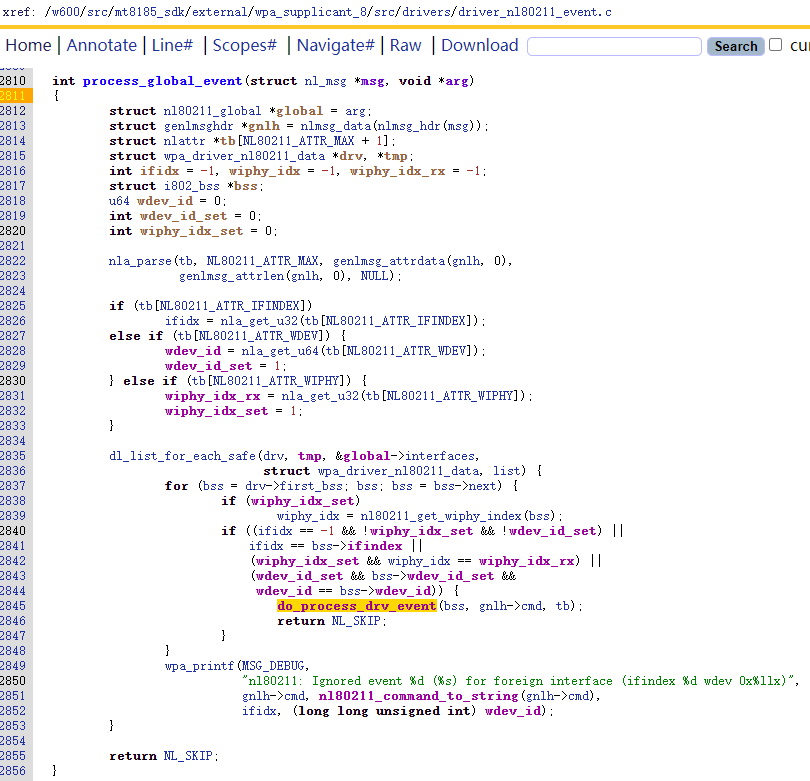 xref: /w600/src/mt8185_sdk/external/wpa_supplicant_8/src/drivers/driver_nl80211_event.c
Home | Annotate | Line# | Scopes# | Navigate# | Raw | Download Search cur
2810 int process_global_event(struct nl_msg *msg, void *arg)
2811 {
2812 struct nl80211_global *global = arg;
2813 struct genlmsghdr *gnlh = nlmsg_data(nlmsg_hdr(msg));
2814 struct nlattr *tb[NL80211_ATTR_MAX + 1];
2815 struct wpa_driver_nl80211_data *drv, *tmp;
2816 int ifidx = -1, wiphy_idx = -1, wiphy_idx_rx = -1;
2817 struct i802_bss *bss;
2818 u64 wdev_id = 0;
2819 int wdev_id_set = 0;
2820 int wiphy_idx_set = 0;
2821
2822 nla_parse(tb, NL80211_ATTR_MAX, genlmsg_attrdata(gnlh, 0),
2823 genlmsg_attrlen(gnlh, 0), NULL);
2824
2825 if (tb[NL80211_ATTR_IFINDEX])
2826 ifidx = nla_get_u32(tb[NL80211_ATTR_IFINDEX]);
2827 else if (tb[NL80211_ATTR_WDEV]) {
2828 wdev_id = nla_get_u64(tb[NL80211_ATTR_WDEV]);
2829 wdev_id_set = 1;
2830 } else if (tb[NL80211_ATTR_WIPHY]) {
2831 wiphy_idx_rx = nla_get_u32(tb[NL80211_ATTR_WIPHY]);
2832 wiphy_idx_set = 1;
2833 }
2834
2835 dl_list_for_each_safe(drv, tmp, &global->interfaces,
2836 struct wpa_driver_nl80211_data, list) {
2837 for (bss = drv->first_bss; bss; bss = bss->next) {
2838 if (wiphy_idx_set)
2839 wiphy_idx = nl80211_get_wiphy_index(bss);
2840 if ((ifidx == -1 && !wiphy_idx_set && !wdev_id_set) ||
2841 ifidx == bss->ifindex ||
2842 (wiphy_idx_set && wiphy_idx == wiphy_idx_rx) ||
2843 (wdev_id_set && bss->wdev_id_set &&
2844 wdev_id == bss->wdev_id)) {
2845 do_process_drv_event(bss, gnlh->cmd, tb);
2846 return NL_SKIP;
2847 }
2848 }
2849 wpa_printf(MSG_DEBUG,
2850 "nl80211: Ignored event %d (%s) for foreign interface (ifindex %d wdev 0x%llx)",
2851 gnlh->cmd, nl80211_command_to_string(gnlh->cmd),
2852 ifidx, (long long unsigned int) wdev_id);
2853 }
2854
2855 return NL_SKIP;
2856 }